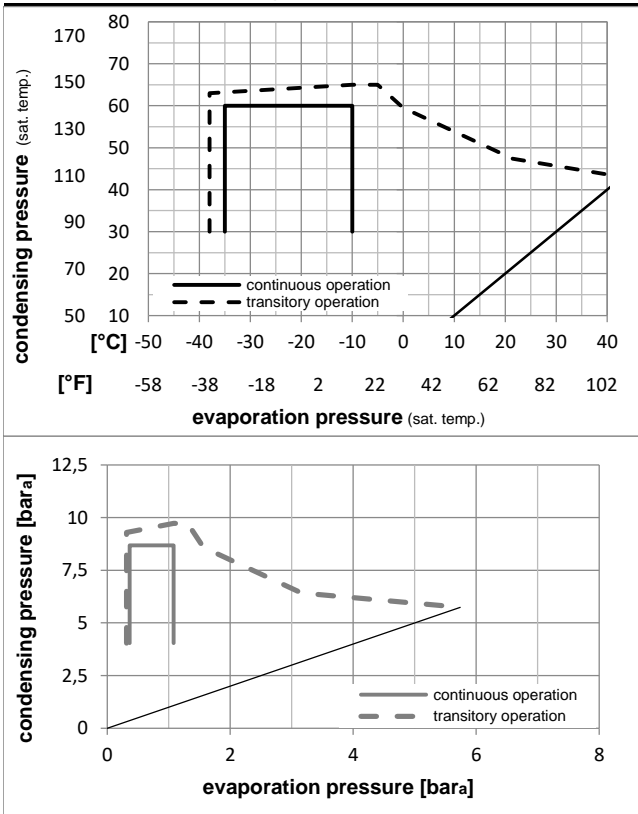 condensing pressure (sat. temp.)
170
150
130
110
90
70
50
80
70
60
50
40
30
20
10
continuous operation
transitory operation
[°C] -50 -40 -30 -20 -10 0 10 20 30 40
[°F] -58 -38 -18 2 22 42 62 82 102
evaporation pressure (sat. temp.)
condensing pressure [bara]
12,5
10
7,5
5
2,5
0
continuous operation
transitory operation
0 2 4 6 8
evaporation pressure [bara]